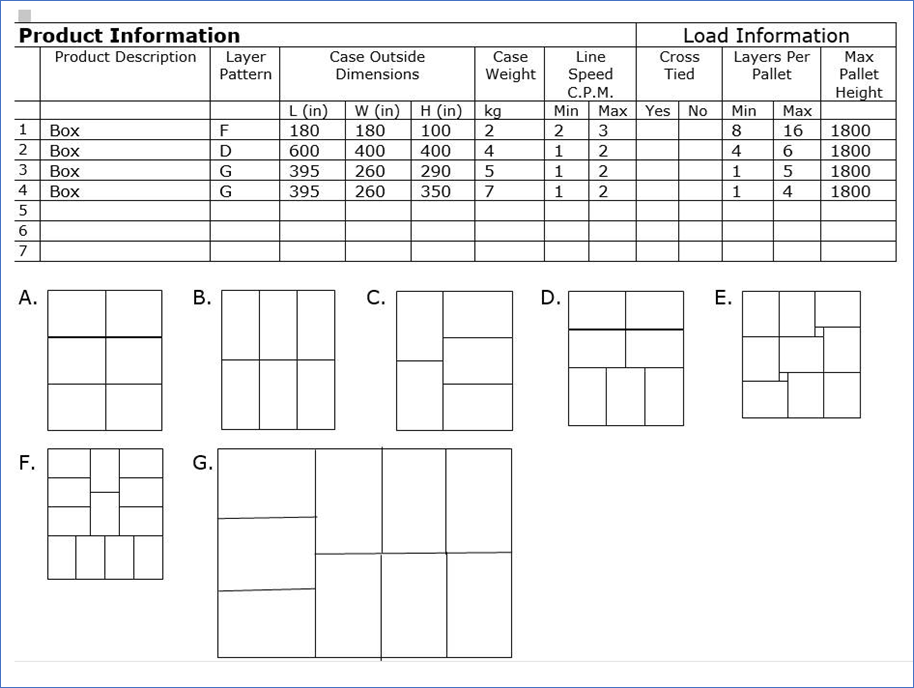 Product Information Load Information
Product Description Layer Pattern Case Outside Dimensions Case Weight Line Speed C.P.M. Cross Tied Layers Per Pallet Max Pallet Height
L (in) W (in) H (in) kg Min Max Yes No Min Max
1 Box F 180 180 100 2 2 3 8 16 1800
2 Box D 600 400 400 4 1 2 4 6 1800
3 Box G 395 260 290 5 1 2 1 5 1800
4 Box G 395 260 350 7 1 2 1 4 1800
5
6
7
A. B. C. D. E.
F. G.